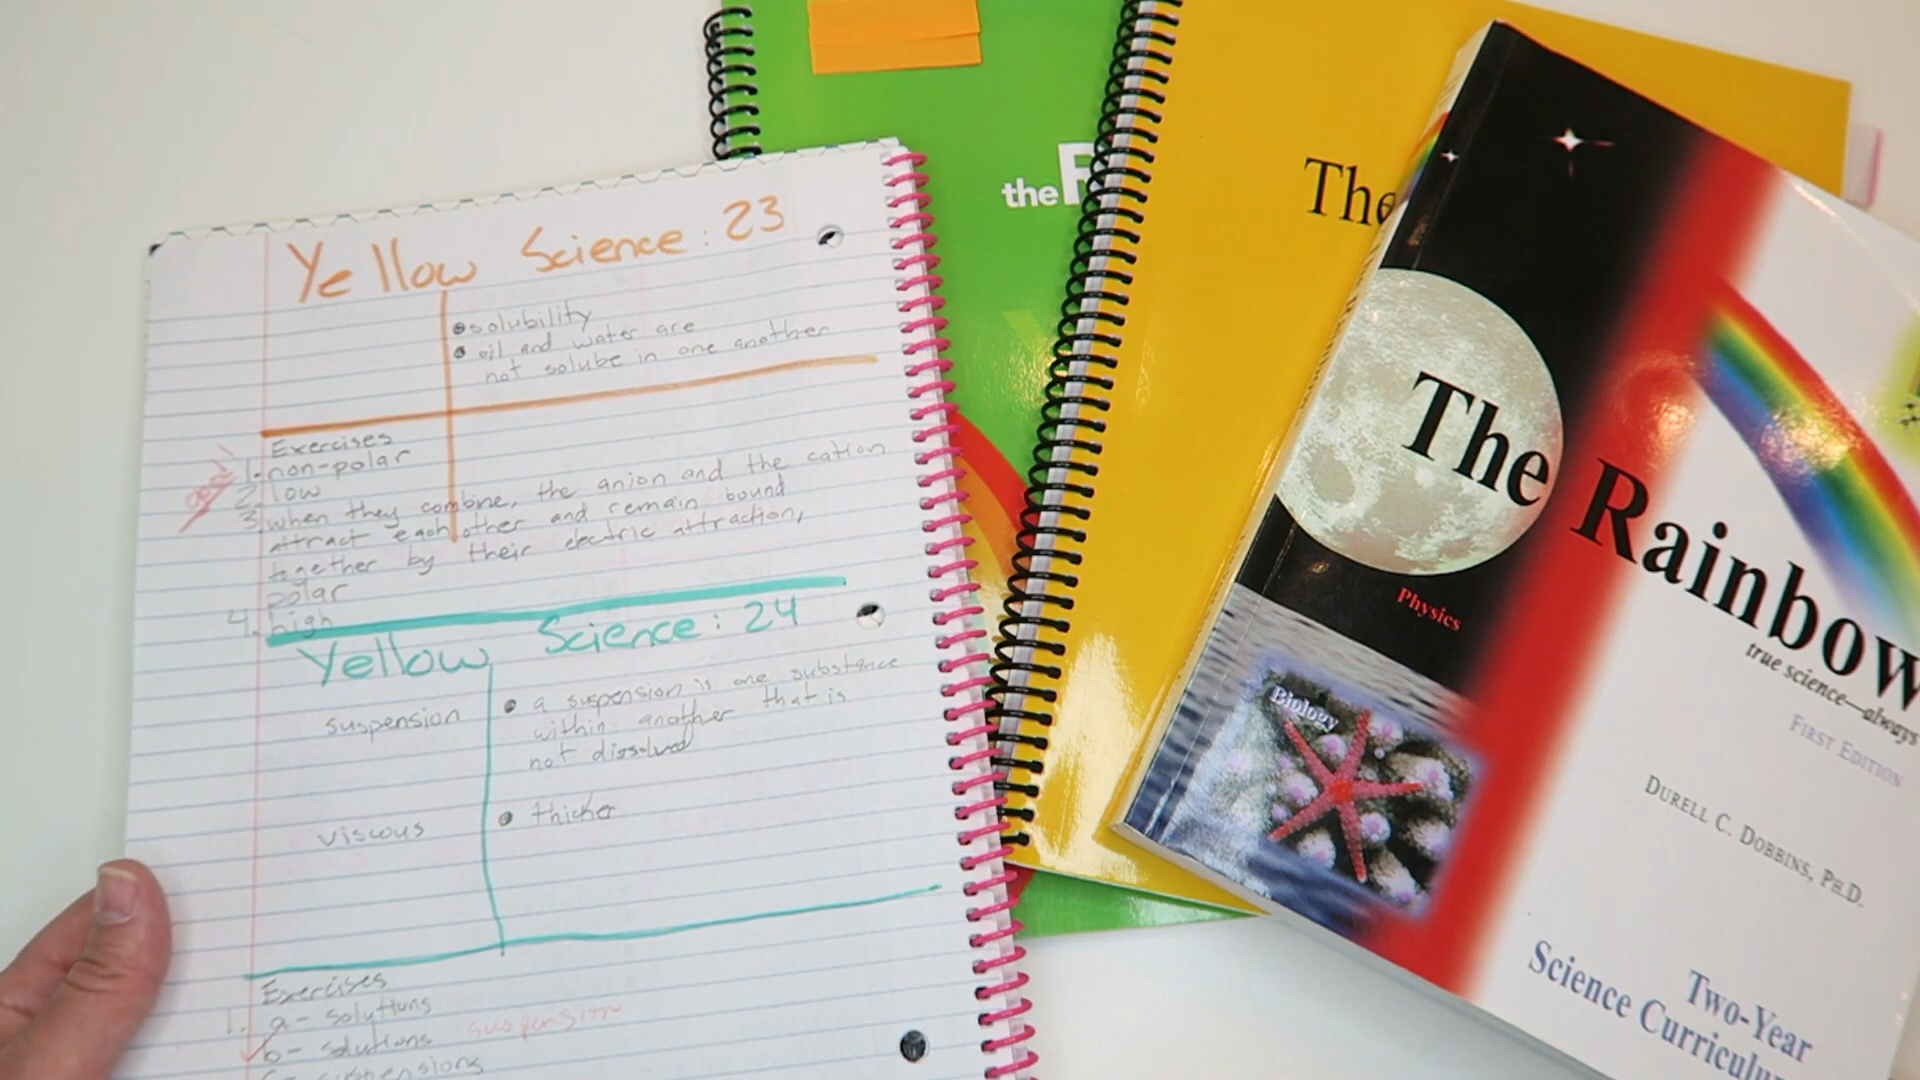 Yellow Science: 23
•solubility
• oil and water are
not solube in one another
Exercises
1. non-polar
2. low
3. when they combine, the anion and the cation
attract each other and remain bound
together by their electric attraction,
polar
4. high
Yellow Science: 24
suspension
• a suspension is one substance
within another that is
not dissolved
viscous
• thicker
Exercises
1. a- solutions
b- solutions suspension
c- suspensions
the R
The
The Rainbow
true science—always
FIRST EDITION
Physics
Biology
DURELL C. DOBBINS, PH.D.
Two-Year
Science Curriculu